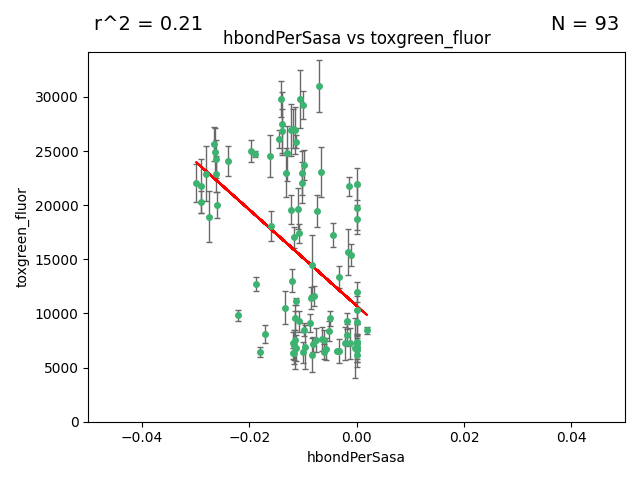 r^2 = 0.21
N = 93
hbondPerSasa vs toxgreen_fluor
toxgreen_fluor
30000
25000
20000
15000
10000
5000
0
−0.04
−0.02
0.00
0.02
0.04
hbondPerSasa